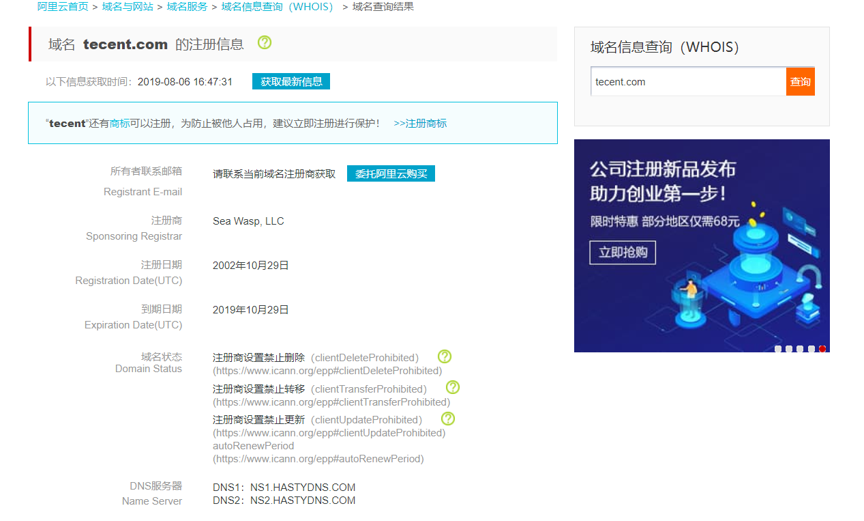 阿里云首页 > 域名与网站 > 域名服务 > 域名信息查询（WHOIS） > 域名查询结果
域名 tecent.com 的注册信息 ?
以下信息获取时间：2019-08-06 16:47:31 获取最新信息
"tecent"还有商标可以注册，为防止被他人占用，建议立即注册进行保护！ >>注册商标
所有者联系邮箱 请联系当前域名注册商获取 委托阿里云购买
Registrant E-mail
注册商 Sea Wasp, LLC
Sponsoring Registrar
注册日期 2002年10月29日
Registration Date(UTC)
到期日期 2019年10月29日
Expiration Date(UTC)
域名状态 注册商设置禁止删除（clientDeleteProhibited） ?
Domain Status (https://www.icann.org/epp#clientDeleteProhibited)
注册商设置禁止转移（clientTransferProhibited） ?
(https://www.icann.org/epp#clientTransferProhibited)
注册商设置禁止更新（clientUpdateProhibited） ?
(https://www.icann.org/epp#clientUpdateProhibited)
autoRenewPeriod
(https://www.icann.org/epp#autoRenewPeriod)
DNS服务器 DNS1：NS1.HASTYDNS.COM
Name Server DNS2：NS2.HASTYDNS.COM
域名信息查询（WHOIS）
tecent.com 查询
公司注册新品发布
助力创业第一步！
限时特惠 部分地区仅需68元
立即抢购